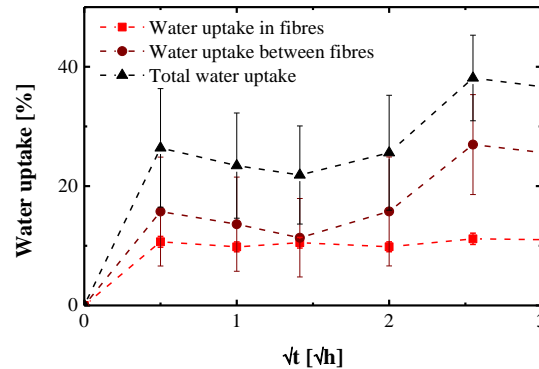 Water uptake in fibres
Water uptake between fibres
Total water uptake
Water uptake [%]
40
20
0
0
1
2
3
√t [√h]